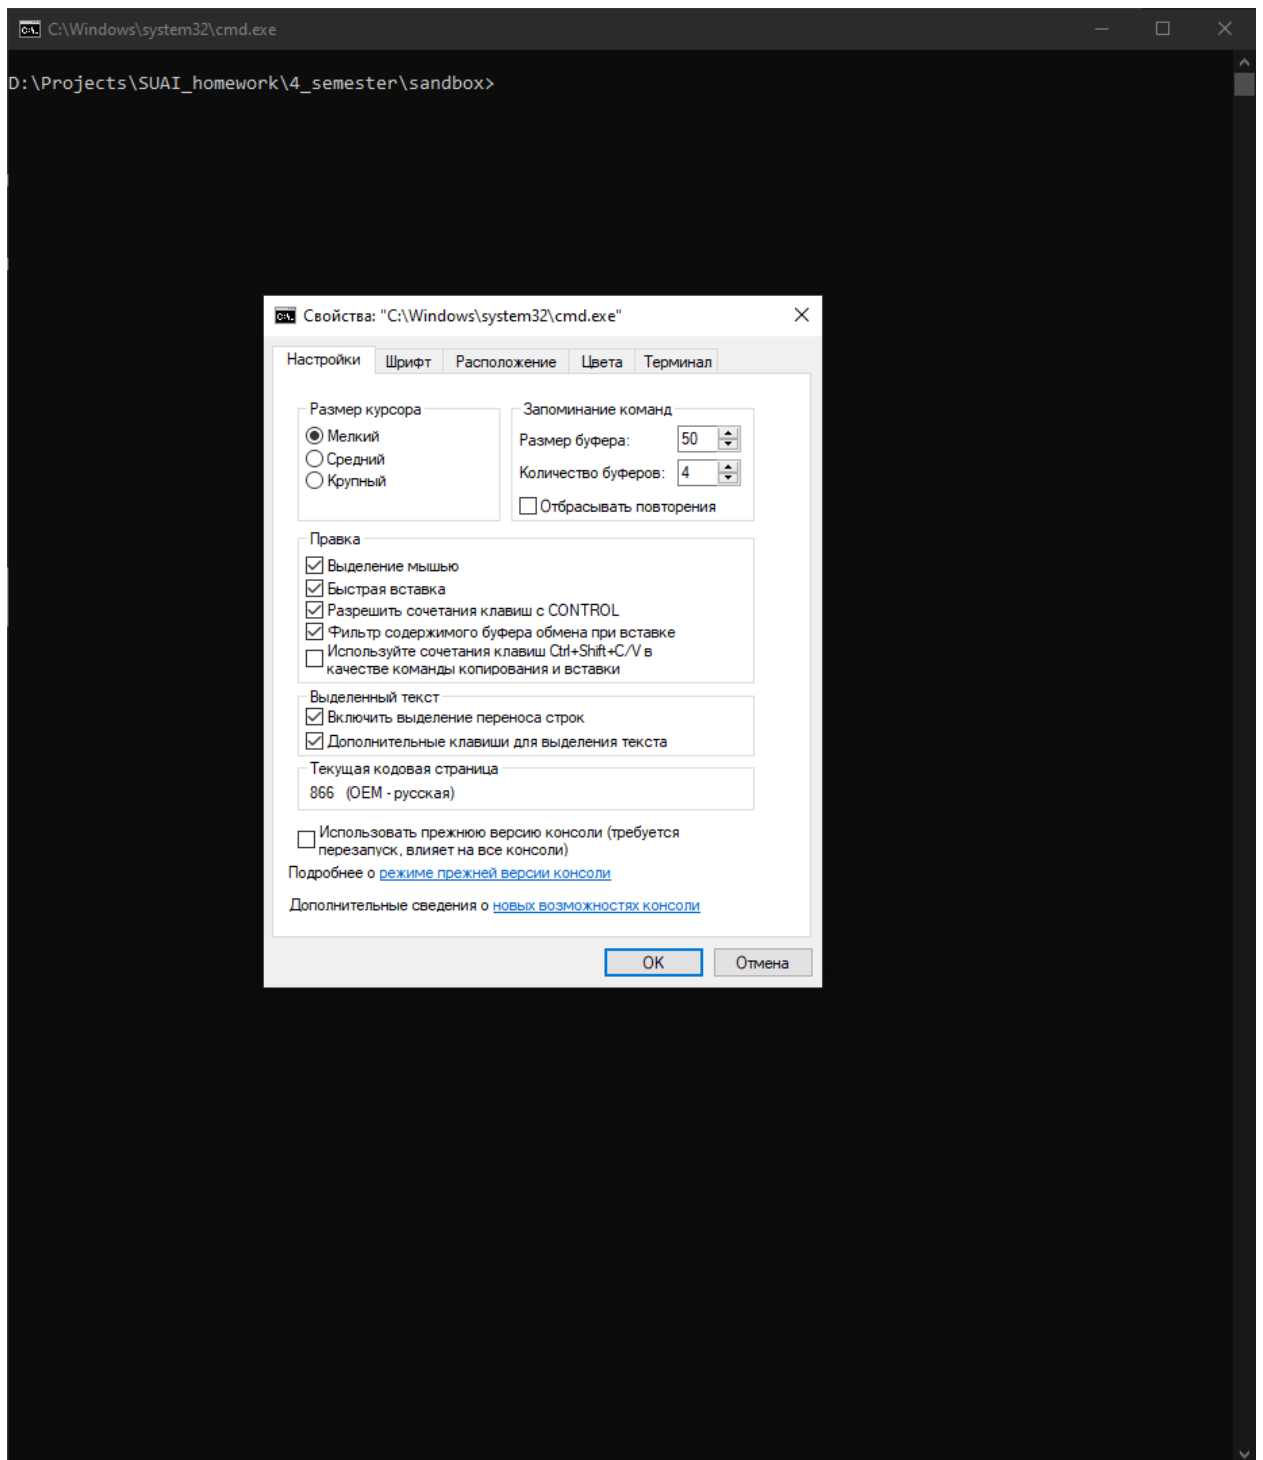 C:\Windows\system32\cmd.exe
D:\Projects\SUAI_homework\4_semester\sandbox>
Свойства: "C:\Windows\system32\cmd.exe"
Настройки Шрифт Расположение Цвета Терминал
Размер курсора
Мелкий
Средний
Крупный
Запоминание команд
Размер буфера: 50
Количество буферов: 4
Отбрасывать повторения
Правка
Выделение мышью
Быстрая вставка
Разрешить сочетания клавиш с CONTROL
Фильтр содержимого буфера обмена при вставке
Используйте сочетания клавиш Ctrl+Shift+C/V в
качестве команды копирования и вставки
Выделенный текст
Включить выделение переноса строк
Дополнительные клавиши для выделения текста
Текущая кодовая страница
866 (OEM - русская)
Использовать прежнюю версию консоли (требуется
перезапуск, влияет на все консоли)
Подробнее о режиме прежней версии консоли
Дополнительные сведения о новых возможностях консоли
OK Отмена